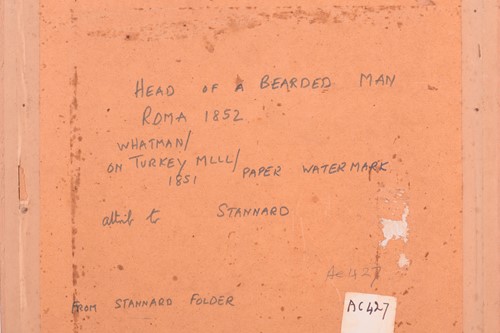 HEAD OF A BEARDED MAN
ROMA 1852
WHATMAN/
ON TURKEY MLLL/ PAPER WATERMARK
1851
attrib to STANNARD
AC427
FROM STANNARD FOLDER
AC427